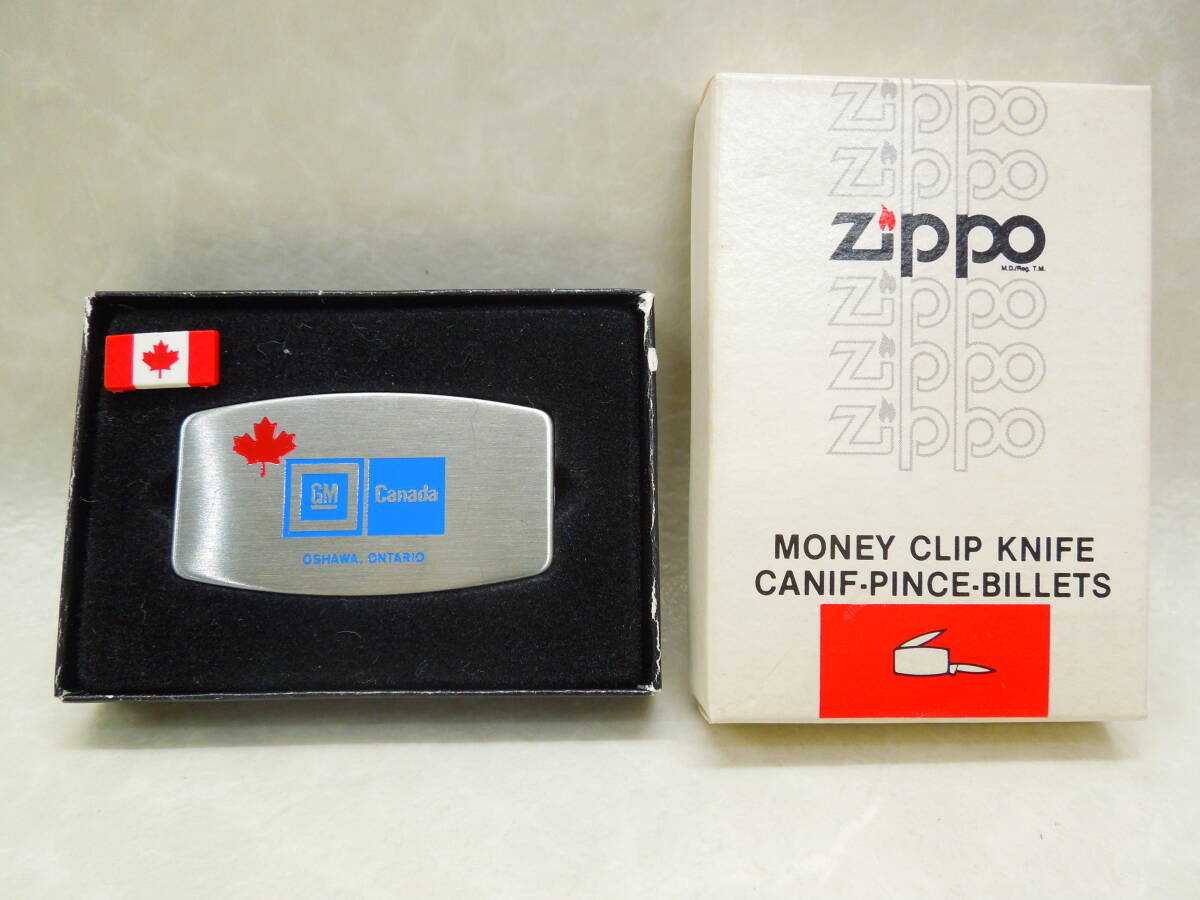 GM Canada
OSHAWA, ONTARIO
Zippo
Zippo
Zippo
M.D./Reg. T.M.
Zippo
Zippo
Zippo
MONEY CLIP KNIFE
CANIF-PINCE-BILLETS